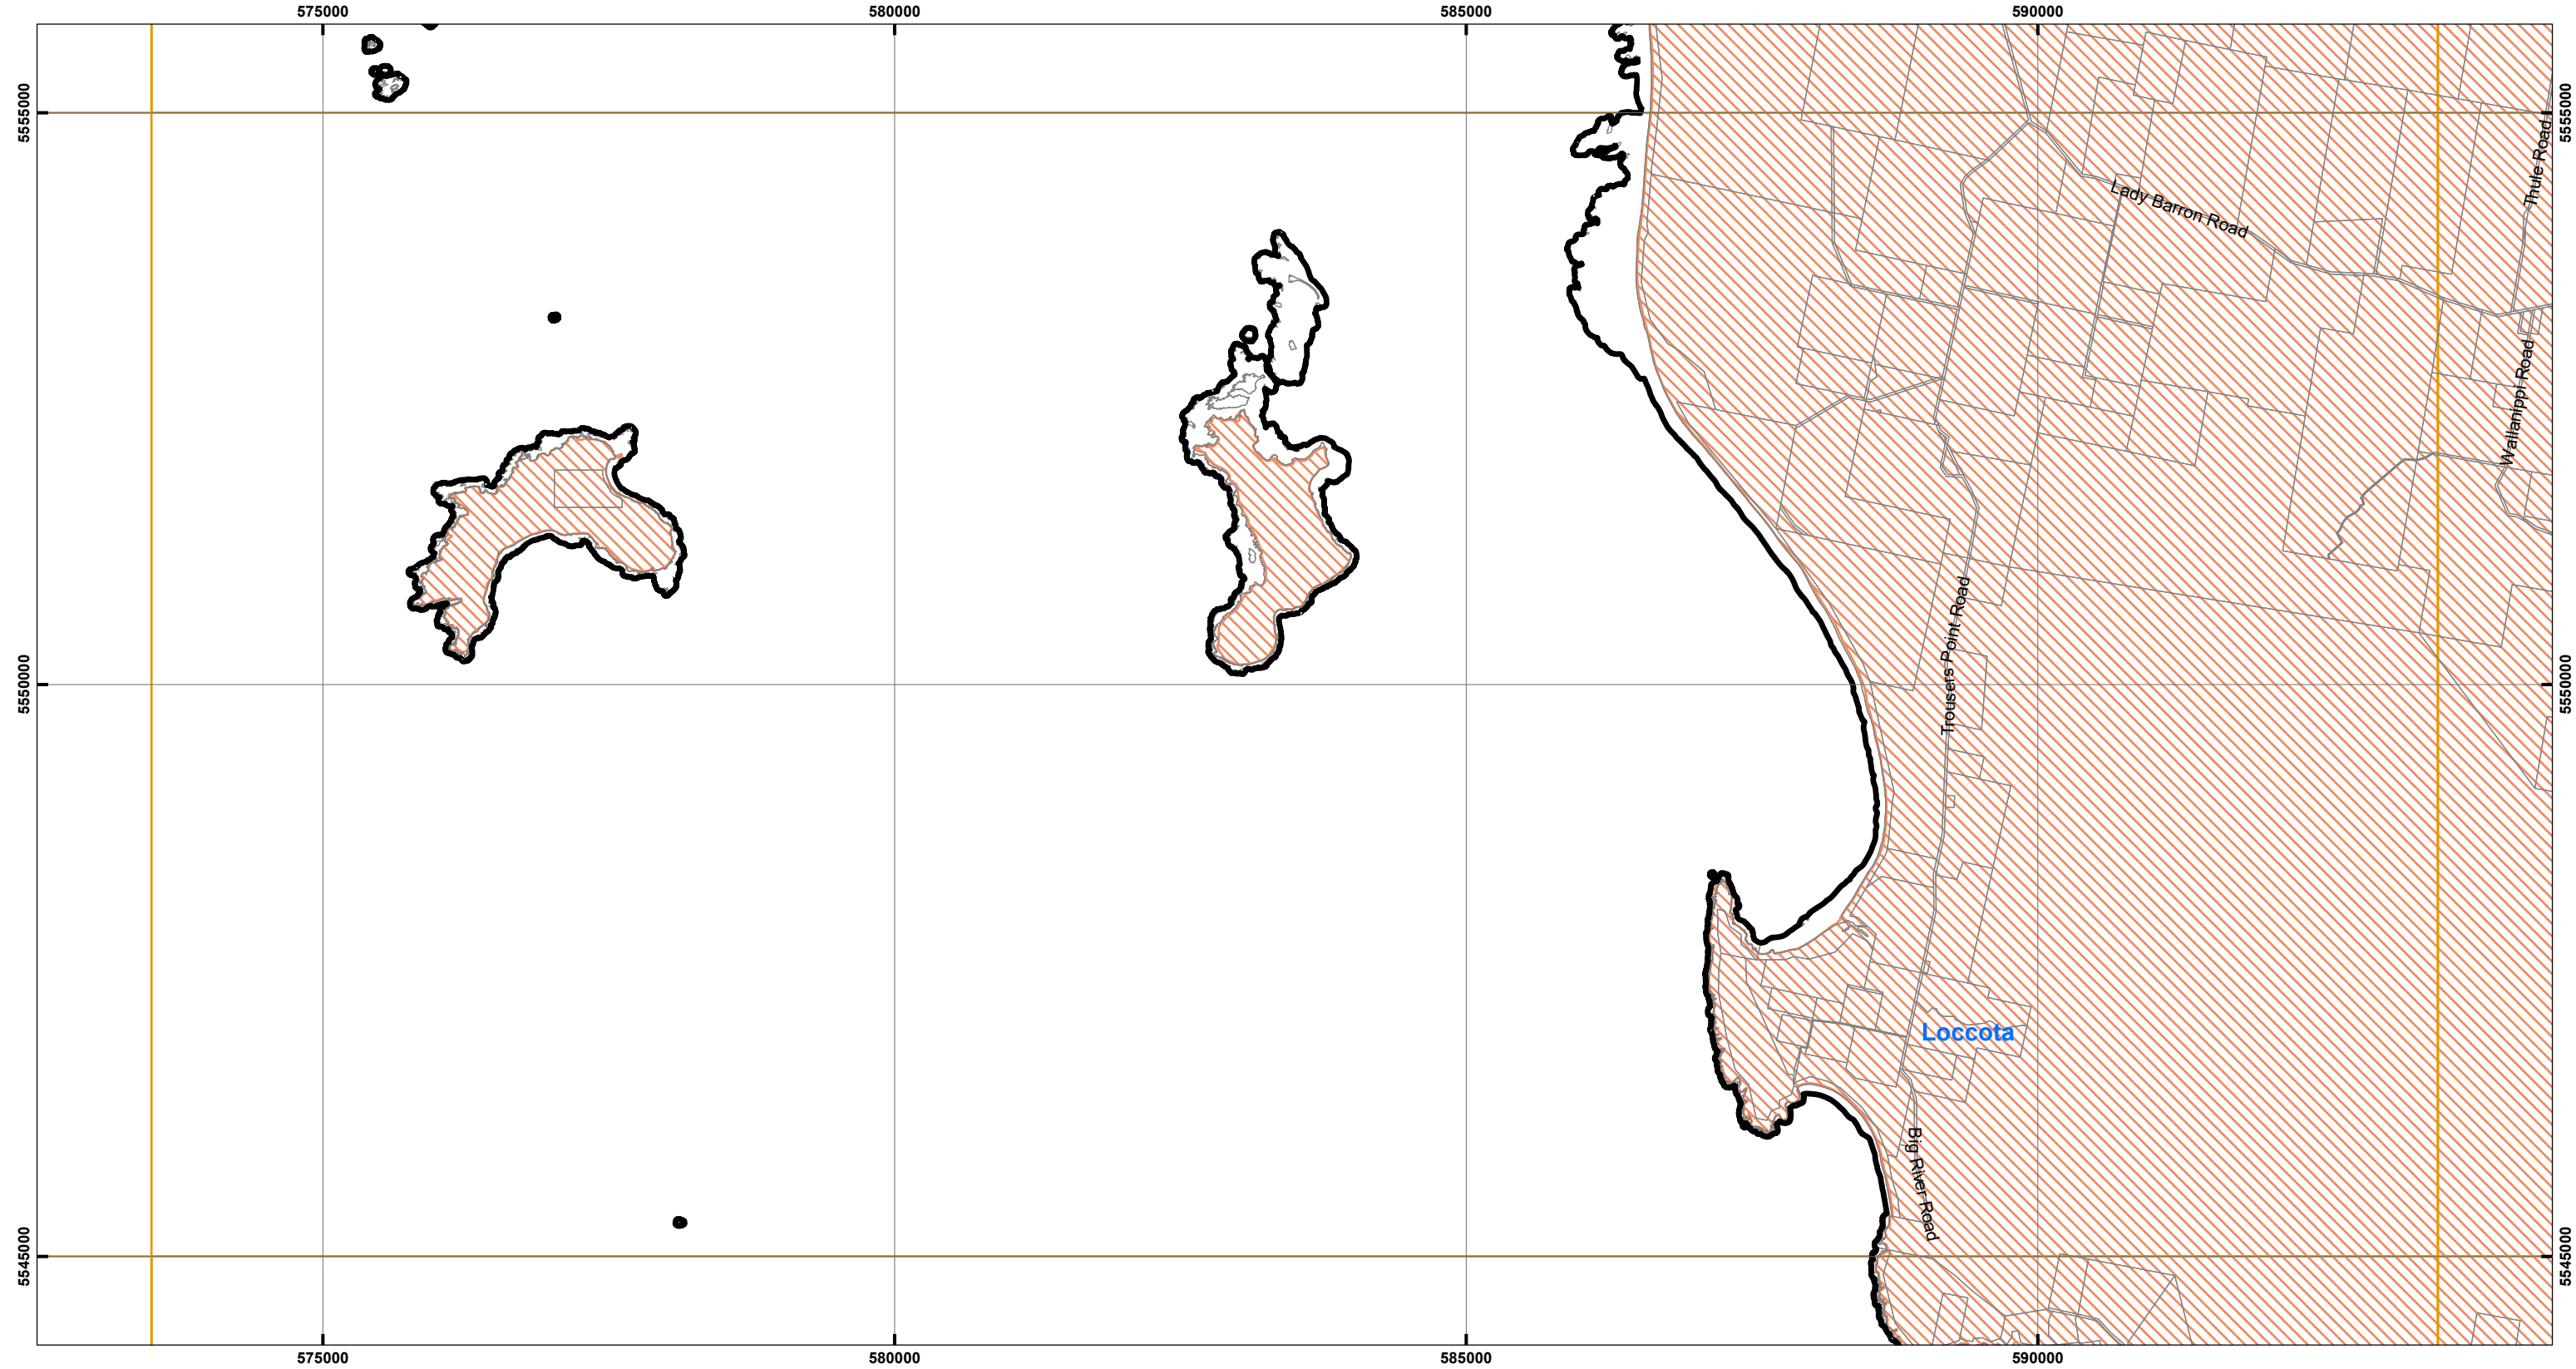 575000
580000
585000
590000
5555000
5555000
Thule Road
Lady Barron Road
Wallanippi Road
Trousers Point Road
5550000
5550000
Loccota
Big River Road
5545000
5545000
575000
580000
585000
590000